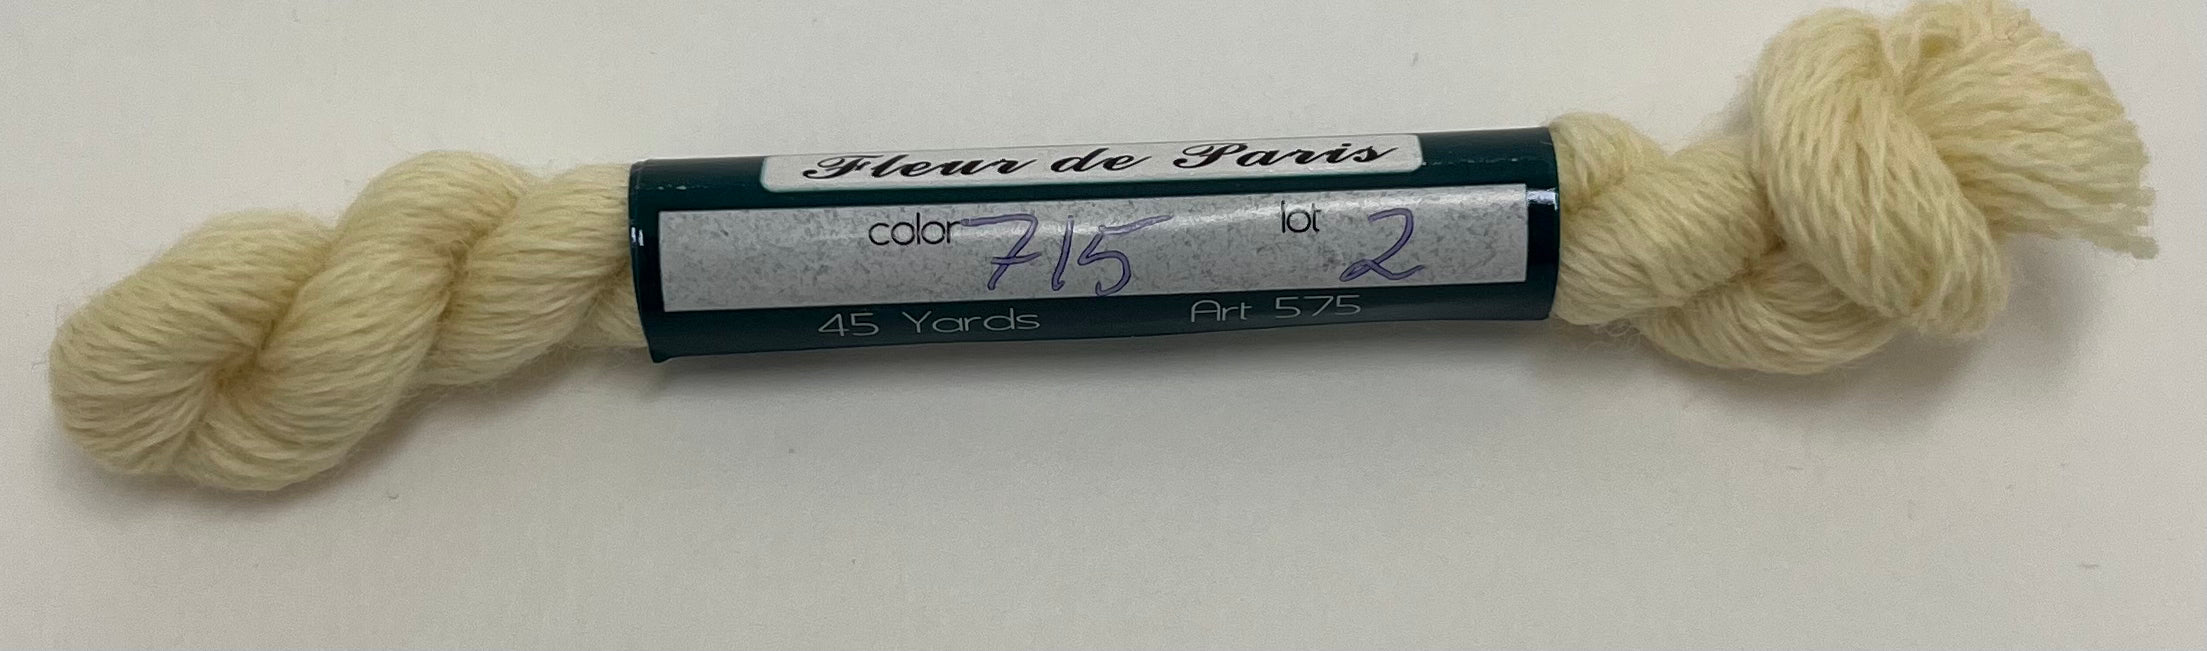 Fleur de Paris
color 715 lot 2
45 Yards Art 575